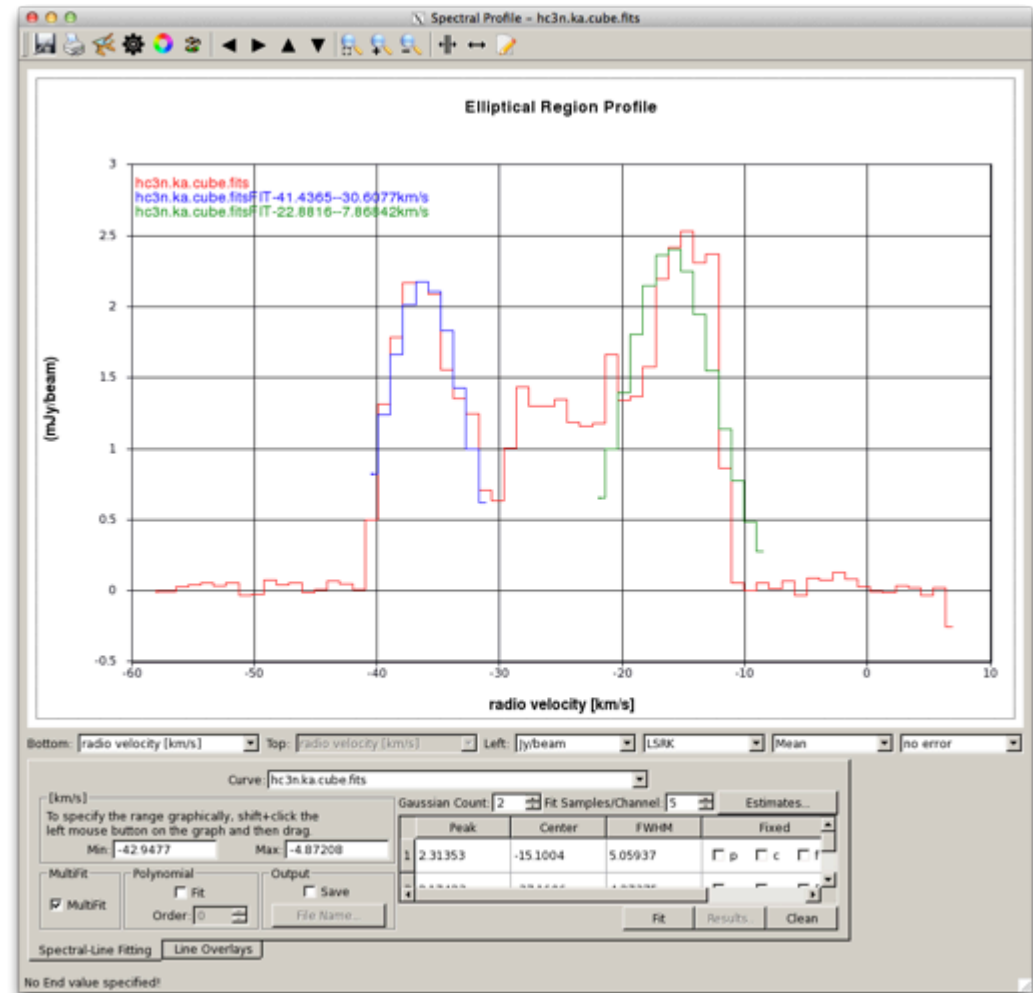 Spectral Profile - hc3n.ka.cube.fits
Elliptical Region Profile
hc3n.ka.cube.fits
hc3n.ka.cube.fitsFIT-41.4365--30.6077km/s
hc3n.ka.cube.fitsFIT-22.8816--7.86842km/s
3
2.5
2
1.5
1
0.5
0
-0.5
(mJy/beam)
-60 -50 -40 -30 -20 -10 0 10
radio velocity [km/s]
Bottom: radio velocity [km/s] Top: radio velocity [km/s] Left: Jy/beam LSRK Mean no error
Curve: hc3n.ka.cube.fits
[km/s]
To specify the range graphically, shift+click the
left mouse button on the graph and then drag.
Min: -42.9477 Max: -4.87208
Gaussian Count: 2 Fit Samples/Channel: 5 Estimates...
Peak Center FWHM Fixed
1 2.31353 -15.1004 5.05937 p c f
MultiFit
MultiFit
Polynomial
Fit
Order: 0
Output
Save
File Name...
Fit Results... Clean
Spectral-Line Fitting Line Overlays
No End value specified!